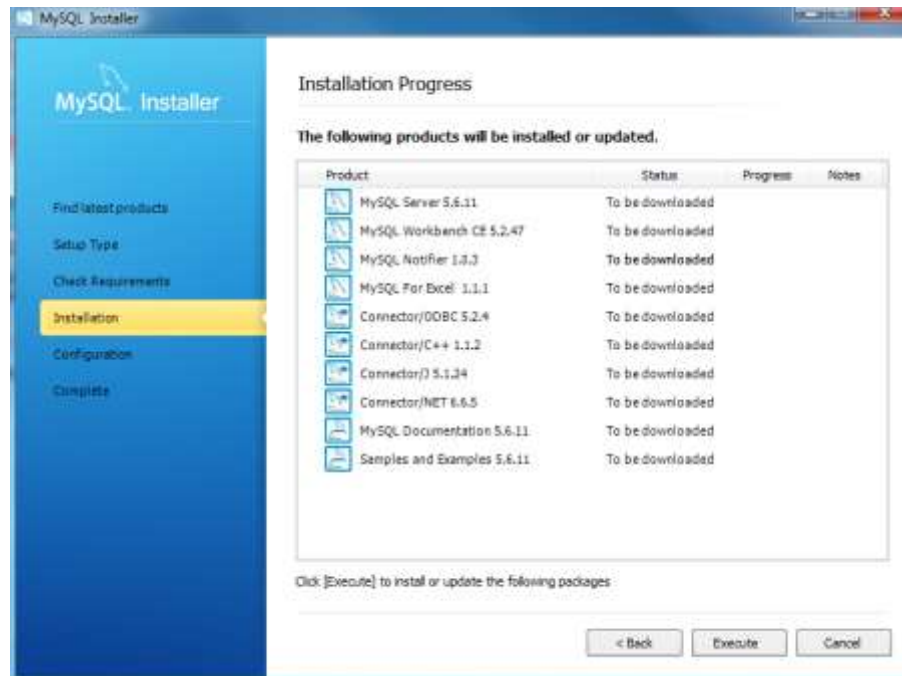 MySQL Installer
MySQL. Installer
Find latest products
Setup Type
Check Requirements
Installation
Configuration
Complete
Installation Progress
The following products will be installed or updated.
Product Status Progress Notes
MySQL Server 5.6.11 To be downloaded
MySQL Workbench CE 5.2.47 To be downloaded
MySQL Notifier 1.0.3 To be downloaded
MySQL For Excel 1.1.1 To be downloaded
Connector/ODBC 5.2.4 To be downloaded
Connector/C++ 1.1.2 To be downloaded
Connector/J 5.1.24 To be downloaded
Connector/NET 6.6.5 To be downloaded
MySQL Documentation 5.6.11 To be downloaded
Samples and Examples 5.6.11 To be downloaded
Click [Execute] to install or update the following packages
< Back Execute Cancel